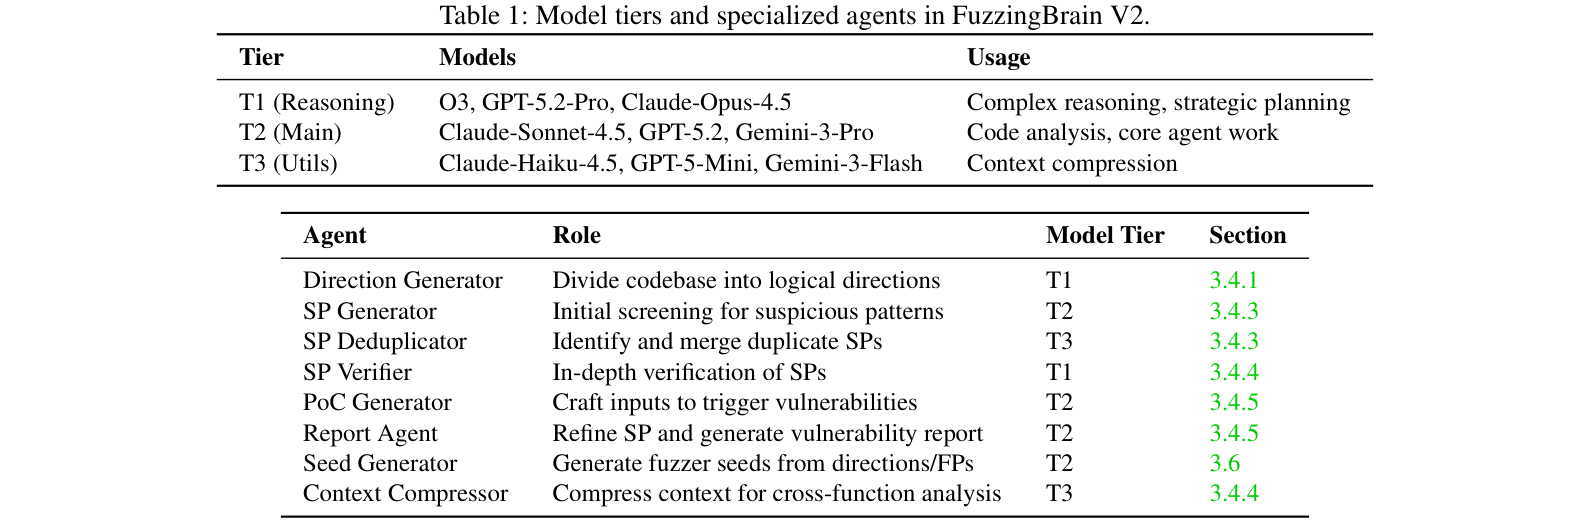 Table 1: Model tiers and specialized agents in FuzzingBrain V2.
Tier Models Usage
T1 (Reasoning) O3, GPT-5.2-Pro, Claude-Opus-4.5 Complex reasoning, strategic planning
T2 (Main) Claude-Sonnet-4.5, GPT-5.2, Gemini-3-Pro Code analysis, core agent work
T3 (Utils) Claude-Haiku-4.5, GPT-5-Mini, Gemini-3-Flash Context compression
Agent Role Model Tier Section
Direction Generator Divide codebase into logical directions T1 3.4.1
SP Generator Initial screening for suspicious patterns T2 3.4.3
SP Deduplicator Identify and merge duplicate SPs T3 3.4.3
SP Verifier In-depth verification of SPs T1 3.4.4
PoC Generator Craft inputs to trigger vulnerabilities T2 3.4.5
Report Agent Refine SP and generate vulnerability report T2 3.4.5
Seed Generator Generate fuzzer seeds from directions/FPs T2 3.6
Context Compressor Compress context for cross-function analysis T3 3.4.4